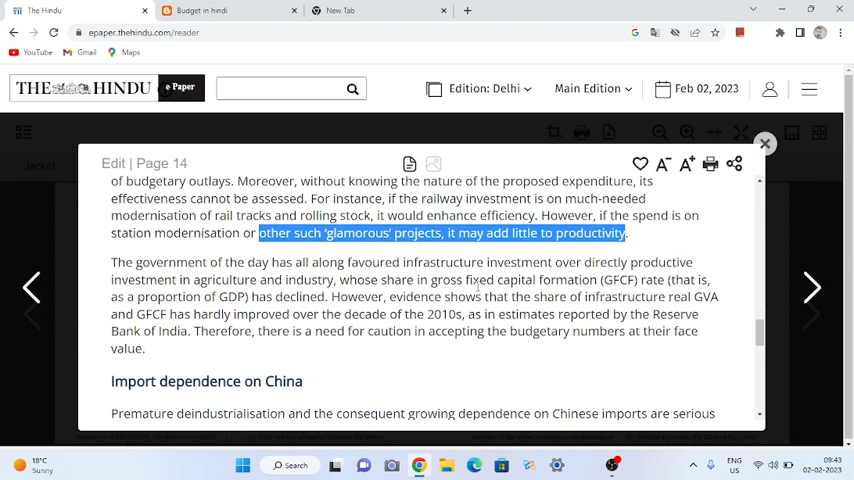 The Hindu
Budget in hindi
New Tab
epaper.thehindu.com/reader
YouTube
Gmail
Maps
THE HINDU
e Paper
Edition: Delhi
Main Edition
Feb 02, 2023
Jacket
Edit | Page 14
A-
A+
of budgetary outlays. Moreover, without knowing the nature of the proposed expenditure, its
effectiveness cannot be assessed. For instance, if the railway investment is on much-needed
modernisation of rail tracks and rolling stock, it would enhance efficiency. However, if the spend is on
station modernisation or other such ‘glamorous’ projects, it may add little to productivity.
The government of the day has all along favoured infrastructure investment over directly productive
investment in agriculture and industry, whose share in gross fixed capital formation (GFCF) rate (that is,
as a proportion of GDP) has declined. However, evidence shows that the share of infrastructure real GVA
and GFCF has hardly improved over the decade of the 2010s, as in estimates reported by the Reserve
Bank of India. Therefore, there is a need for caution in accepting the budgetary numbers at their face
value.
Import dependence on China
Premature deindustrialisation and the consequent growing dependence on Chinese imports are serious
18°C
Sunny
Search
ENG
US
09:43
02-02-2023